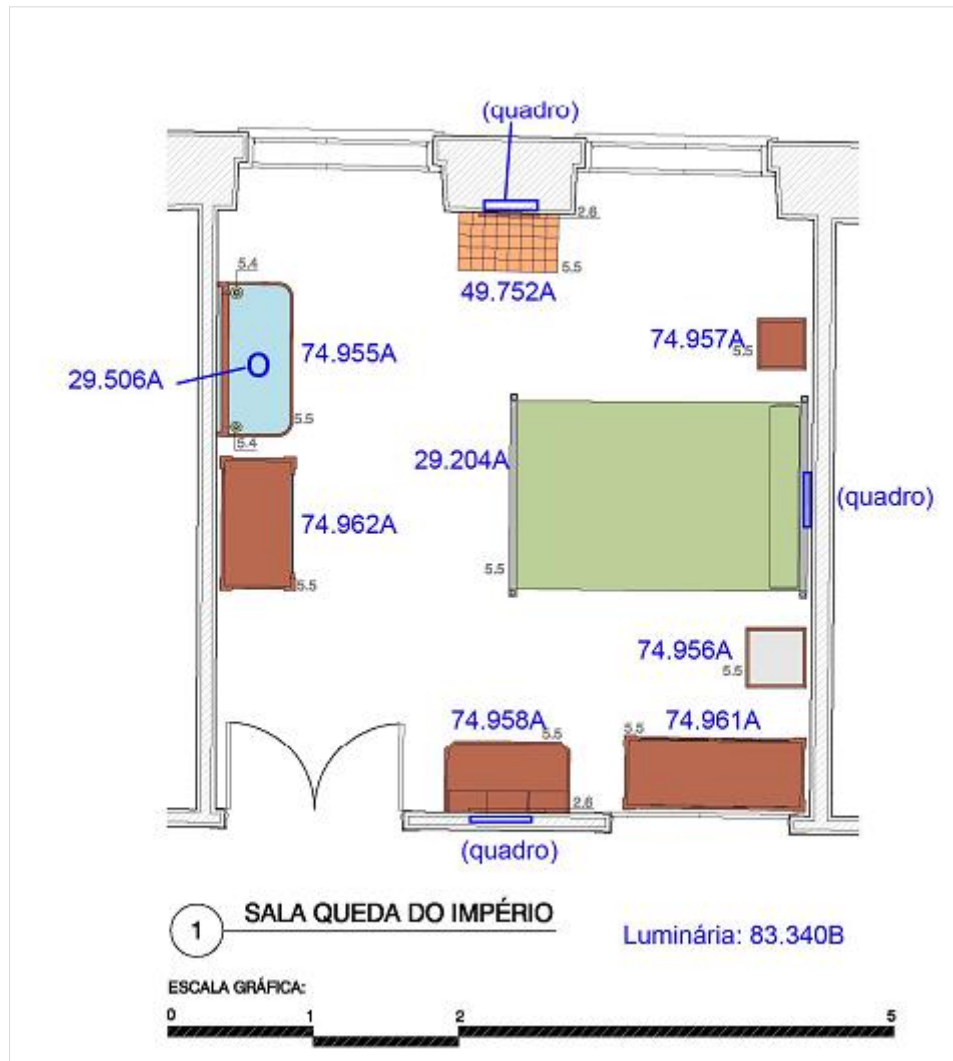 (quadro)
2.6
5.5
49.752A
5.4
74.955A
29.506A
5.5
5.4
74.957A
5.5
29.204A
5.5
(quadro)
74.962A
5.5
74.956A
5.5
74.958A
5.5
2.6
74.961A
5.5
(quadro)
1
SALA QUEDA DO IMPÉRIO
Luminária: 83.340B
ESCALA GRÁFICA:
0 1 2 5